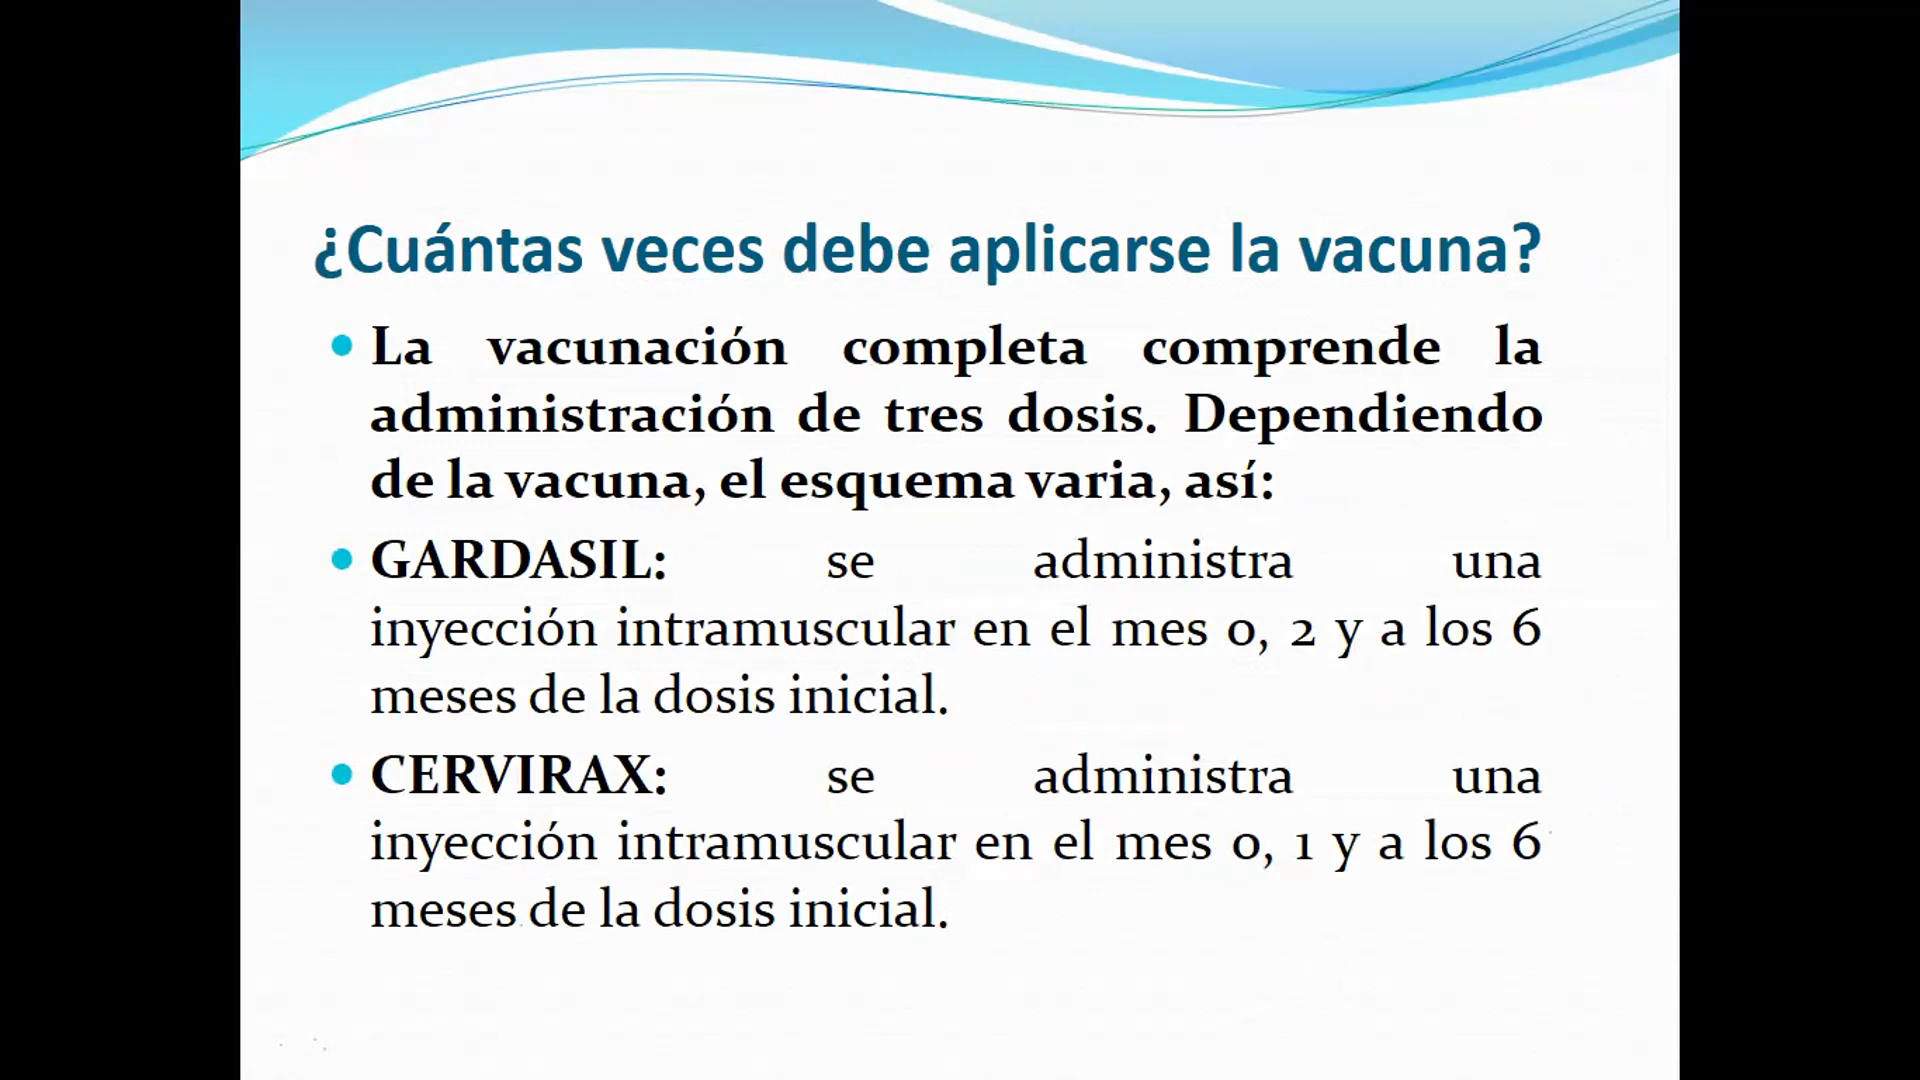 ¿Cuántas veces debe aplicarse la vacuna?
La vacunación completa comprende la
administración de tres dosis. Dependiendo
de la vacuna, el esquema varia, así:
GARDASIL: se administra una
inyección intramuscular en el mes 0, 2 y a los 6
meses de la dosis inicial.
CERVIRAX: se administra una
inyección intramuscular en el mes 0, 1 y a los 6
meses de la dosis inicial.